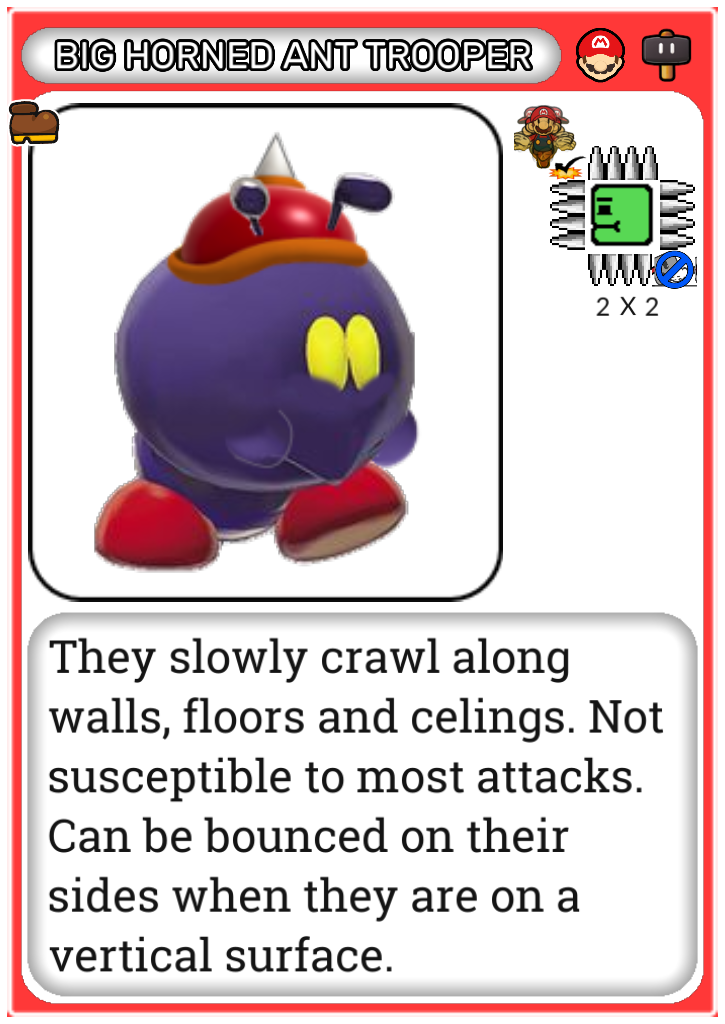 BIG HORNED ANT TROOPER
2 X 2
They slowly crawl along
walls, floors and celings. Not
susceptible to most attacks.
Can be bounced on their
sides when they are on a
vertical surface.